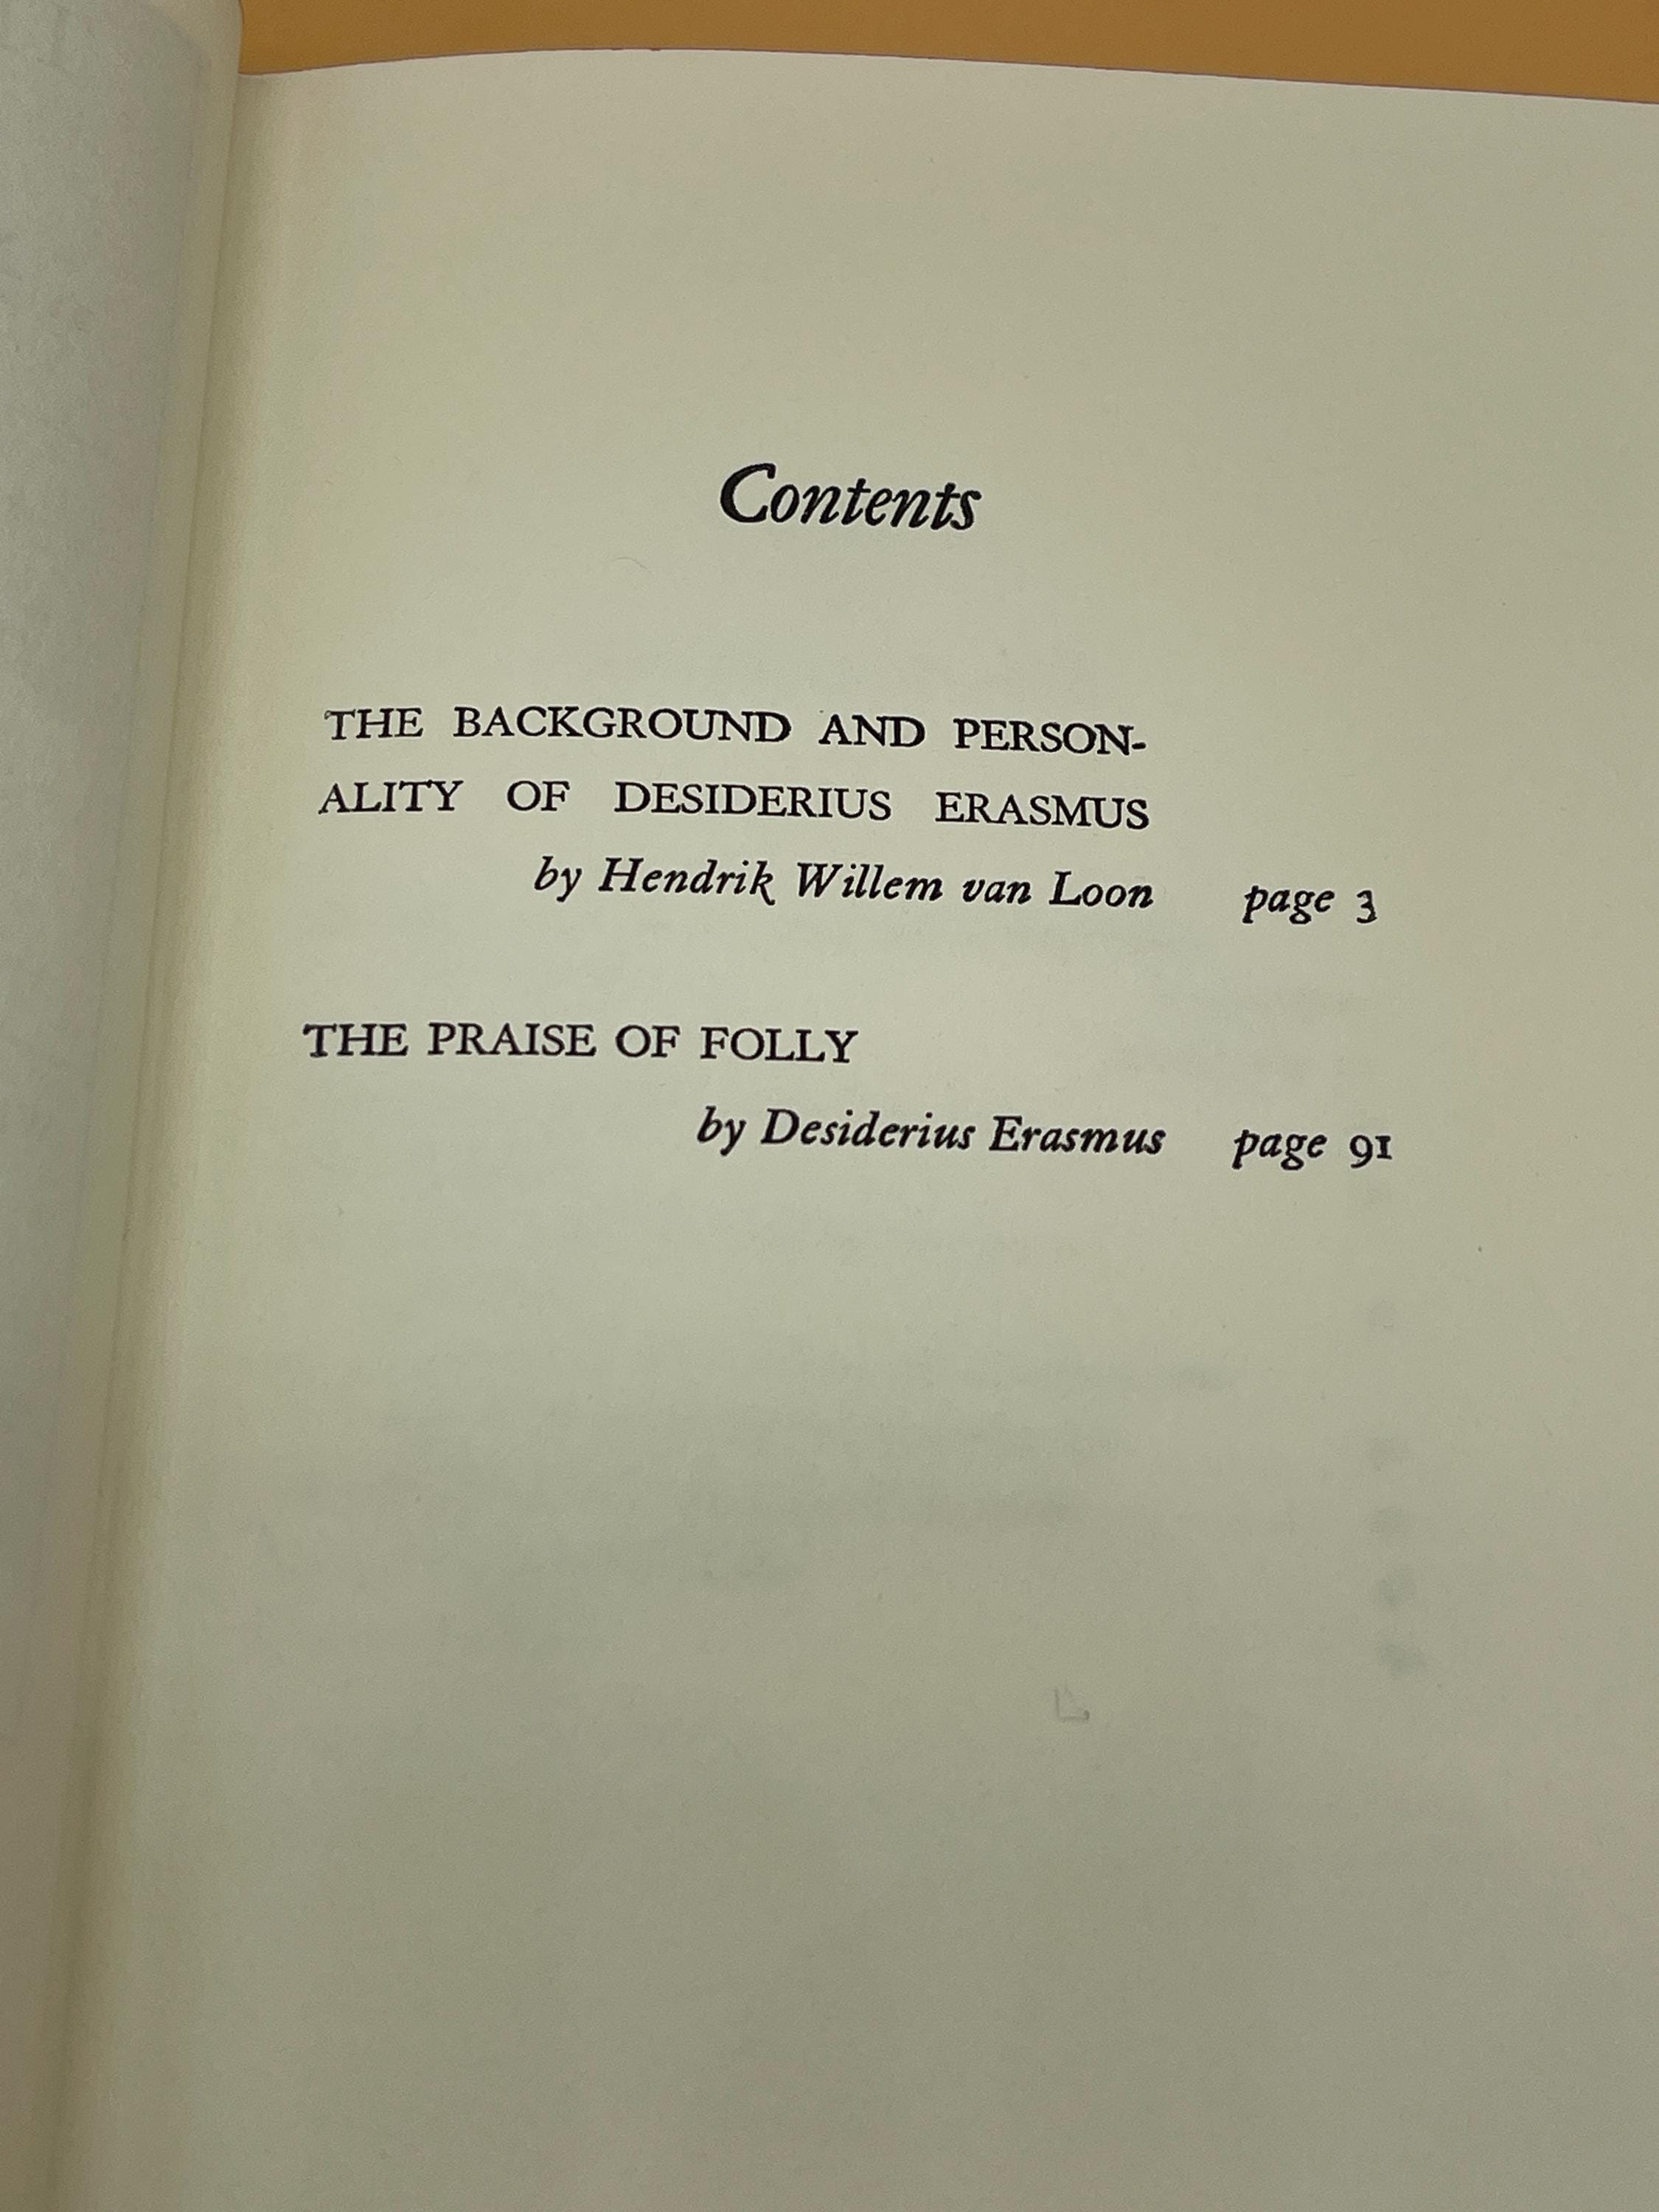 Contents
THE BACKGROUND AND PERSON-
ALITY OF DESIDERIUS ERASMUS
by Hendrik Willem van Loon page 3
THE PRAISE OF FOLLY
by Desiderius Erasmus page 91